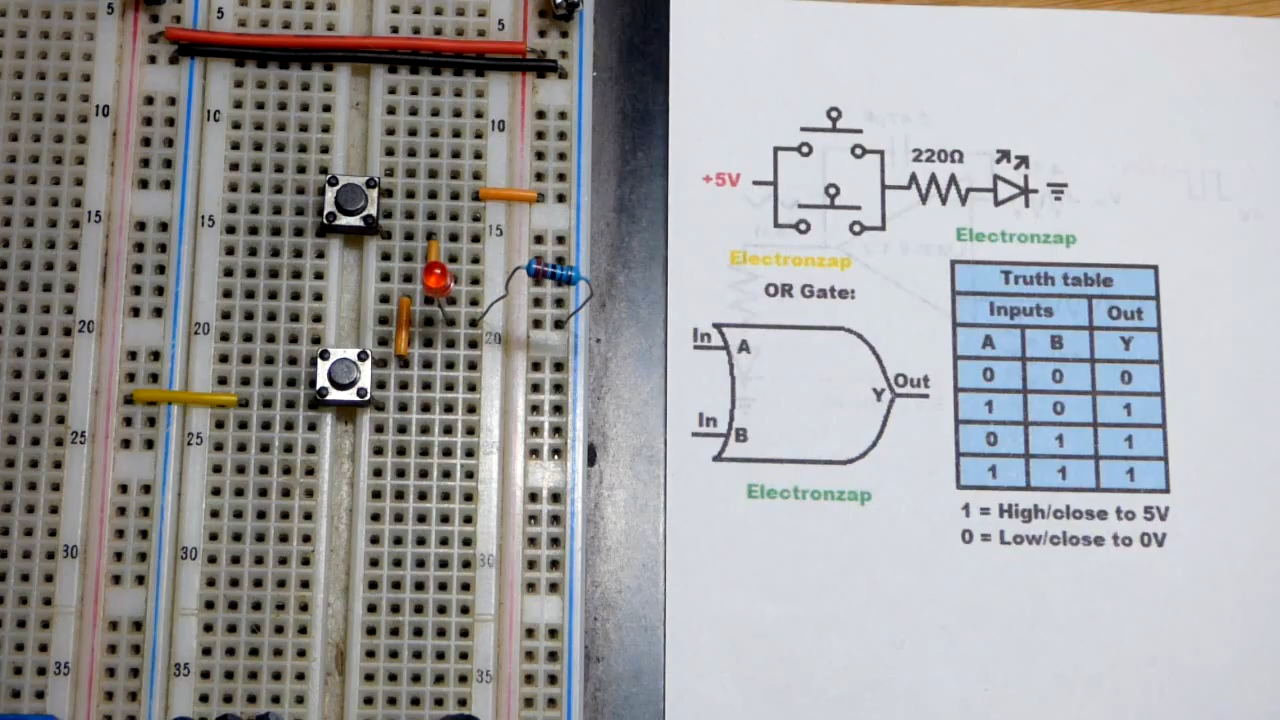 5
5
5
10
10
10
15
15
15
20
20
20
25
25
30
30
30
35
35
35
220Ω
+5V
Electronzap
Electronzap
OR Gate:
In
A
Out
Y
In
B
Electronzap
Truth table
Inputs Out
A B Y
0 0 0
1 0 1
0 1 1
1 1 1
1 = High/close to 5V
0 = Low/close to 0V